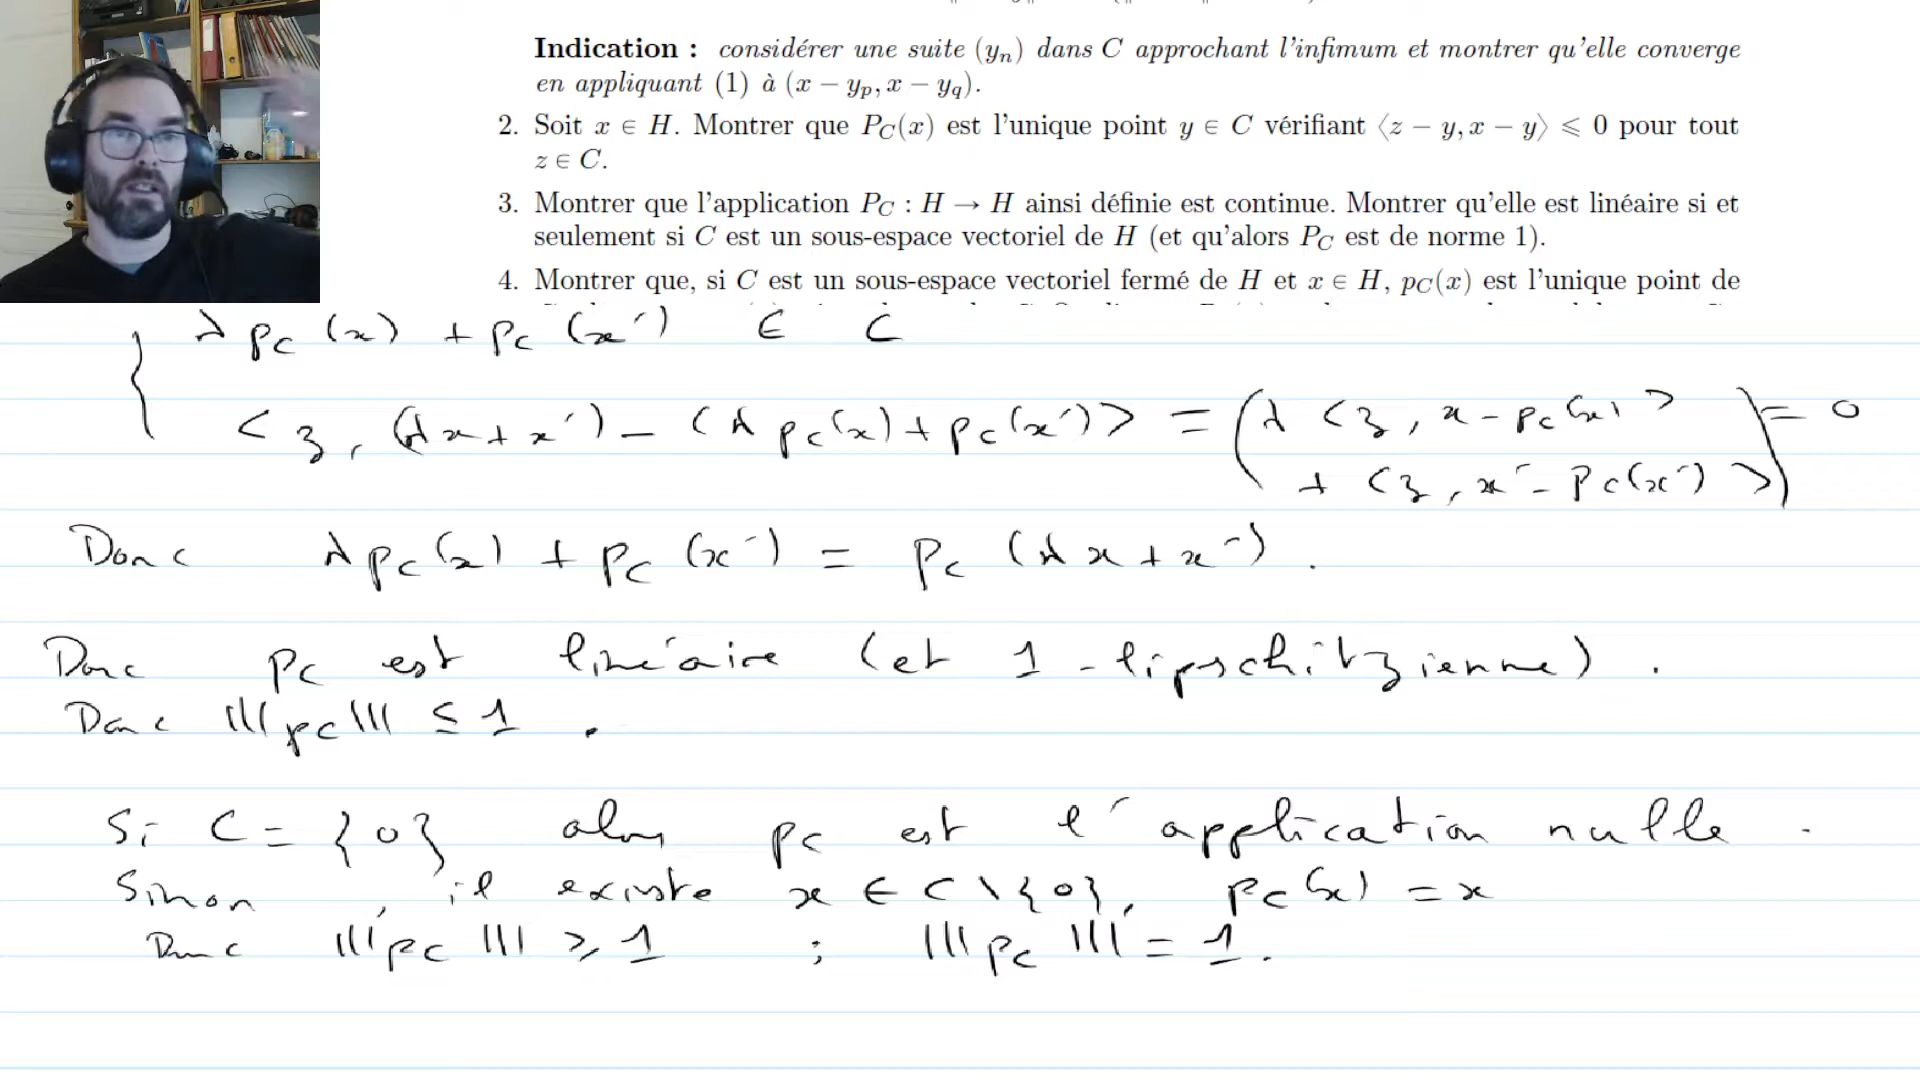 Indication : considérer une suite (yₙ) dans C approchant l'infimum et montrer qu'elle converge
en appliquant (1) à (x − y_p, x − y_q).
2. Soit x ∈ H. Montrer que P_C(x) est l'unique point y ∈ C vérifiant ⟨z − y, x − y⟩ ⩽ 0 pour tout
z ∈ C.
3. Montrer que l'application P_C : H → H ainsi définie est continue. Montrer qu'elle est linéaire si et
seulement si C est un sous-espace vectoriel de H (et qu'alors P_C est de norme 1).
4. Montrer que, si C est un sous-espace vectoriel fermé de H et x ∈ H, p_C(x) est l'unique point de
{ λ p_C(x) + p_C(x') ∈ C
< z, (λx + x') − (λ p_C(x) + p_C(x')> = ( λ < z, x − p_C(x) >
+ < z, x' − p_C(x') > ) = 0
Donc λ p_C(x) + p_C(x') = p_C(λx + x').
Donc p_C est linéaire (et 1-lipschitzienne).
Donc |||p_C||| ≤ 1.
Si C = {0} alors p_C est l'application nulle.
Sinon, il existe x ∈ C \ {0}, p_C(x) = x
Donc |||p_C||| ⩾ 1 ; |||p_C||| = 1.